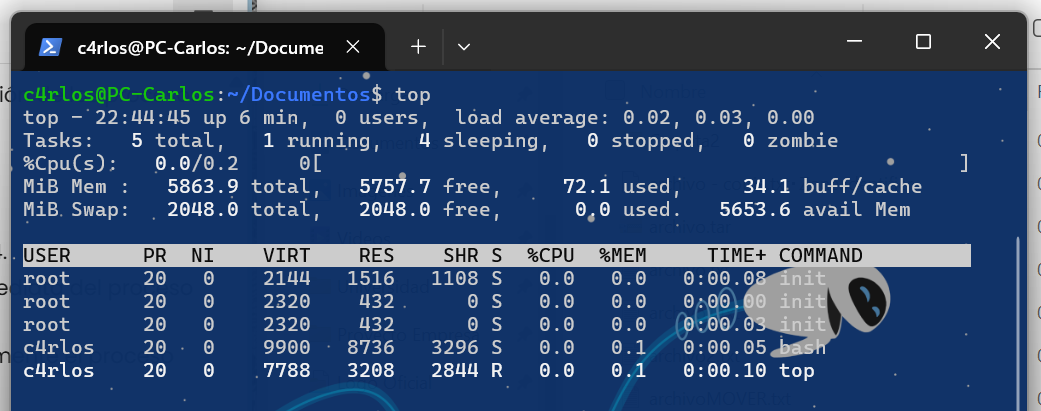 c4rlos@PC-Carlos: ~/Docume
c4rlos@PC-Carlos:~/Documentos$ top
top - 22:44:45 up 6 min,  0 users,  load average: 0.02, 0.03, 0.00
Tasks:   5 total,   1 running,   4 sleeping,   0 stopped,   0 zombie
%Cpu(s):   0.0/0.2     0[                                                      ]
MiB Mem :   5863.9 total,   5757.7 free,     72.1 used,     34.1 buff/cache
MiB Swap:   2048.0 total,   2048.0 free,      0.0 used.   5653.6 avail Mem
USER      PR  NI    VIRT    RES    SHR S  %CPU  %MEM     TIME+ COMMAND
root      20   0    2144   1516   1108 S   0.0   0.0   0:00.08 init
root      20   0    2320    432      0 S   0.0   0.0   0:00.00 init
root      20   0    2320    432      0 S   0.0   0.0   0:00.03 init
c4rlos    20   0    9900   8736   3296 S   0.0   0.1   0:00.05 bash
c4rlos    20   0    7788   3208   2844 R   0.0   0.1   0:00.10 top